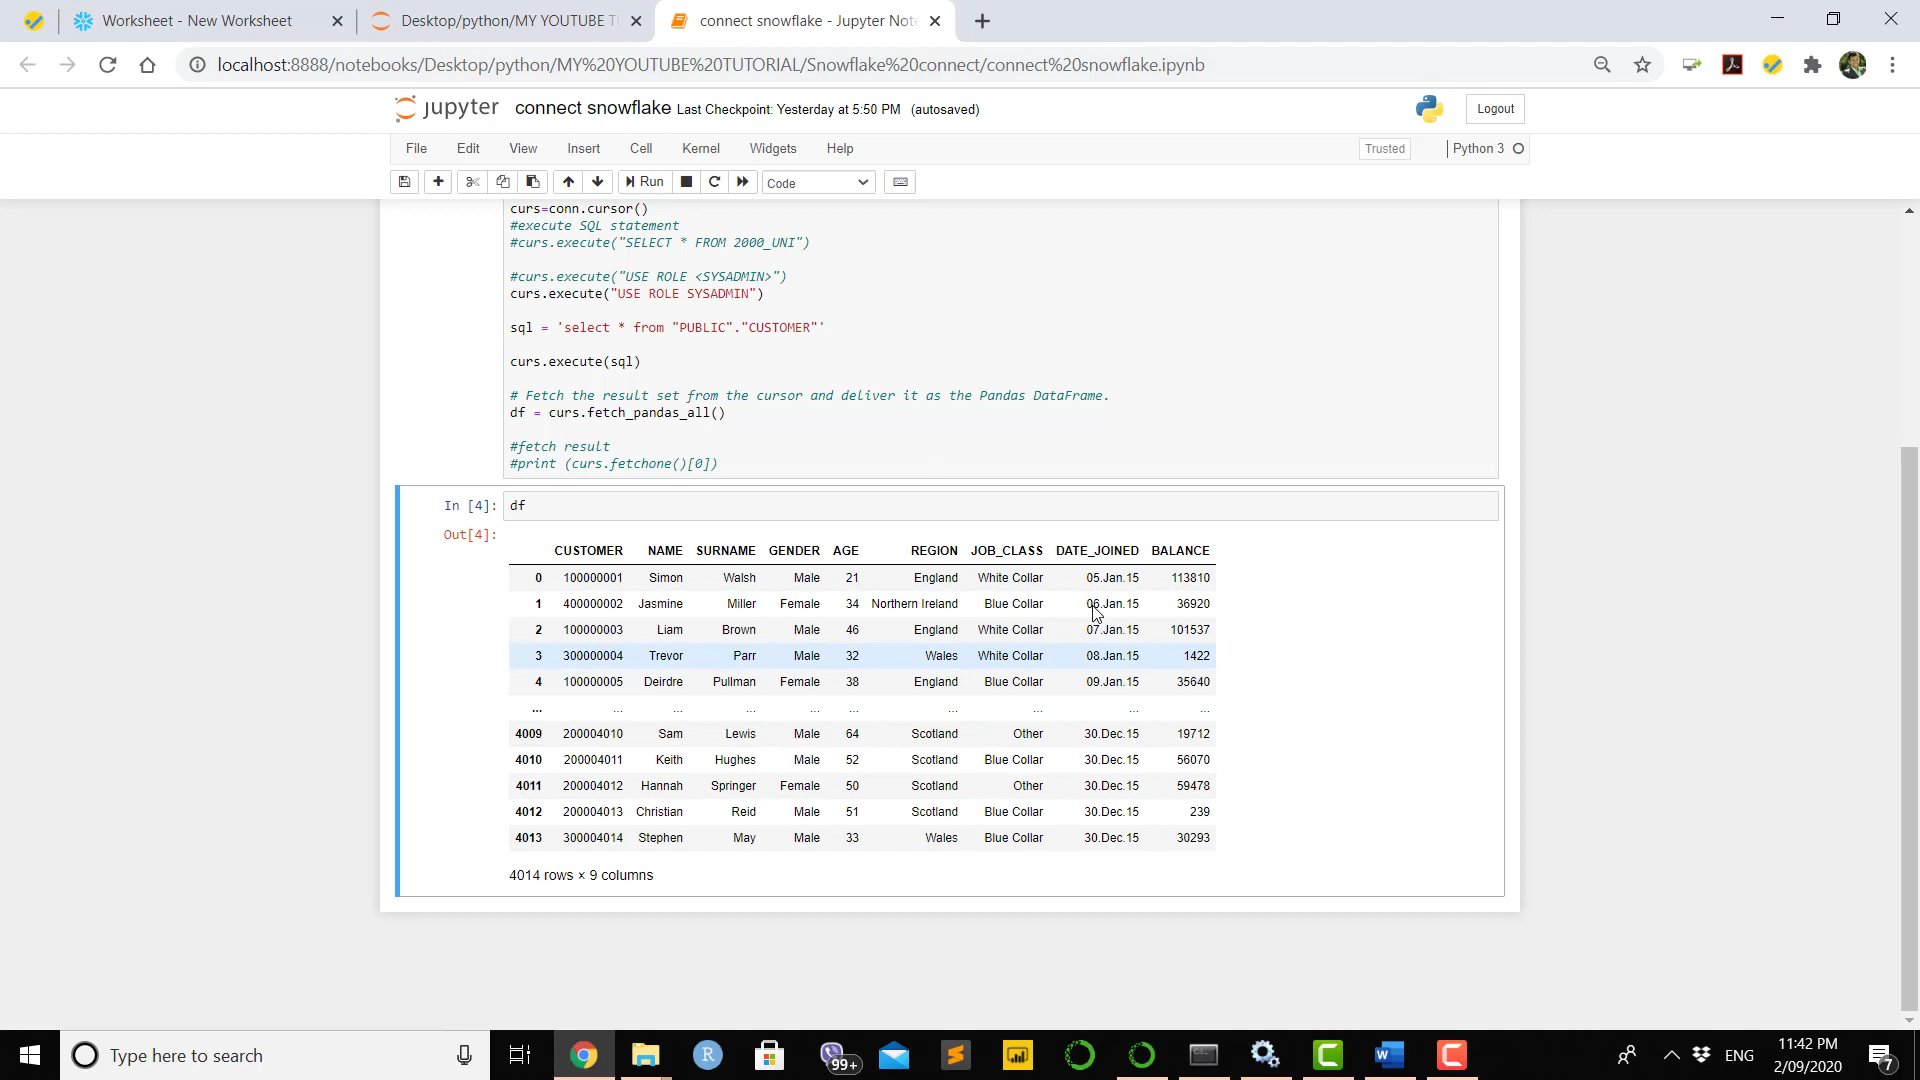 Worksheet - New Worksheet
Desktop/python/MY YOUTUBE TU
connect snowflake - Jupyter Note
localhost:8888/notebooks/Desktop/python/MY%20YOUTUBE%20TUTORIAL/Snowflake%20connect/connect%20snowflake.ipynb
jupyter connect snowflake Last Checkpoint: Yesterday at 5:50 PM (autosaved)
Logout
File Edit View Insert Cell Kernel Widgets Help
Trusted
Python 3
Run
Code
curs=conn.cursor()
#execute SQL statement
#curs.execute("SELECT * FROM 2000_UNI")
#curs.execute("USE ROLE <SYSADMIN>")
curs.execute("USE ROLE SYSADMIN")
sql = 'select * from "PUBLIC"."CUSTOMER"'
curs.execute(sql)
# Fetch the result set from the cursor and deliver it as the Pandas DataFrame.
df = curs.fetch_pandas_all()
#fetch result
#print (curs.fetchone()[0])
In [4]: df
Out[4]:
CUSTOMER NAME SURNAME GENDER AGE REGION JOB_CLASS DATE_JOINED BALANCE
0 100000001 Simon Walsh Male 21 England White Collar 05.Jan.15 113810
1 400000002 Jasmine Miller Female 34 Northern Ireland Blue Collar 06.Jan.15 36920
2 100000003 Liam Brown Male 46 England White Collar 07.Jan.15 101537
3 300000004 Trevor Parr Male 32 Wales White Collar 08.Jan.15 1422
4 100000005 Deirdre Pullman Female 38 England Blue Collar 09.Jan.15 35640
... ... ... ... ... ... ... ... ... ...
4009 200004010 Sam Lewis Male 64 Scotland Other 30.Dec.15 19712
4010 200004011 Keith Hughes Male 52 Scotland Blue Collar 30.Dec.15 56070
4011 200004012 Hannah Springer Female 50 Scotland Other 30.Dec.15 59478
4012 200004013 Christian Reid Male 51 Scotland Blue Collar 30.Dec.15 239
4013 300004014 Stephen May Male 33 Wales Blue Collar 30.Dec.15 30293
4014 rows × 9 columns
Type here to search
99+
ENG
11:42 PM
2/09/2020
7